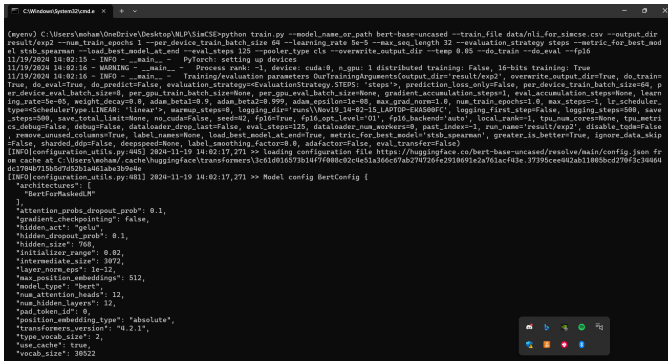 C:\Windows\System32\cmd.e
(myenv) C:\Users\moham\OneDrive\Desktop\NLP\SimCSE>python train.py --model_name_or_path bert-base-uncased --train_file data/nli_for_simcse.csv --output_dir
result/exp2 --num_train_epochs 1 --per_device_train_batch_size 64 --learning_rate 5e-5 --max_seq_length 32 --evaluation_strategy steps --metric_for_best_mod
el stsb_spearman --load_best_model_at_end --eval_steps 125 --pooler_type cls --overwrite_output_dir --temp 0.05 --do_train --do_eval --fp16
11/19/2024 14:02:15 - INFO - __main__ -   PyTorch: setting up devices
11/19/2024 14:02:16 - WARNING - __main__ -   Process rank: -1, device: cuda:0, n_gpu: 1 distributed training: False, 16-bits training: True
11/19/2024 14:02:16 - INFO - __main__ -   Training/evaluation parameters OurTrainingArguments(output_dir='result/exp2', overwrite_output_dir=True, do_train=
True, do_eval=True, do_predict=False, evaluation_strategy=<EvaluationStrategy.STEPS: 'steps'>, prediction_loss_only=False, per_device_train_batch_size=64, p
er_device_eval_batch_size=8, per_gpu_train_batch_size=None, per_gpu_eval_batch_size=None, gradient_accumulation_steps=1, eval_accumulation_steps=None, learn
ing_rate=5e-05, weight_decay=0.0, adam_beta1=0.9, adam_beta2=0.999, adam_epsilon=1e-08, max_grad_norm=1.0, num_train_epochs=1.0, max_steps=-1, lr_scheduler_
type=<SchedulerType.LINEAR: 'linear'>, warmup_steps=0, logging_dir='runs\\Nov19_14-02-15_LAPTOP-EKA500FC', logging_first_step=False, logging_steps=500, save
_steps=500, save_total_limit=None, no_cuda=False, seed=42, fp16=True, fp16_opt_level='O1', fp16_backend='auto', local_rank=-1, tpu_num_cores=None, tpu_metri
cs_debug=False, debug=False, dataloader_drop_last=False, eval_steps=125, dataloader_num_workers=0, past_index=-1, run_name='result/exp2', disable_tqdm=False
, remove_unused_columns=True, label_names=None, load_best_model_at_end=True, metric_for_best_model='stsb_spearman', greater_is_better=True, ignore_data_skip
=False, sharded_ddp=False, deepspeed=False, label_smoothing_factor=0.0, adafactor=False, eval_transfer=False)
[INFO|configuration_utils.py:445] 2024-11-19 14:02:17,271 >> loading configuration file https://huggingface.co/bert-base-uncased/resolve/main/config.json fr
om cache at C:\Users\moham/.cache\huggingface\transformers\
[INFO|configuration_utils.py:481] 2024-11-19 14:02:17,271 >> Model config BertConfig {
"architectures": [
"BertForMaskedLM"
],
"attention_probs_dropout_prob": 0.1,
"gradient_checkpointing": false,
"hidden_act": "gelu",
"hidden_dropout_prob": 0.1,
"hidden_size": 768,
"initializer_range": 0.02,
"intermediate_size": 3072,
"layer_norm_eps": 1e-12,
"max_position_embeddings": 512,
"model_type": "bert",
"num_attention_heads": 12,
"num_hidden_layers": 12,
"pad_token_id": 0,
"position_embedding_type": "absolute",
"transformers_version": "4.2.1",
"type_vocab_size": 2,
"use_cache": true,
"vocab_size": 30522